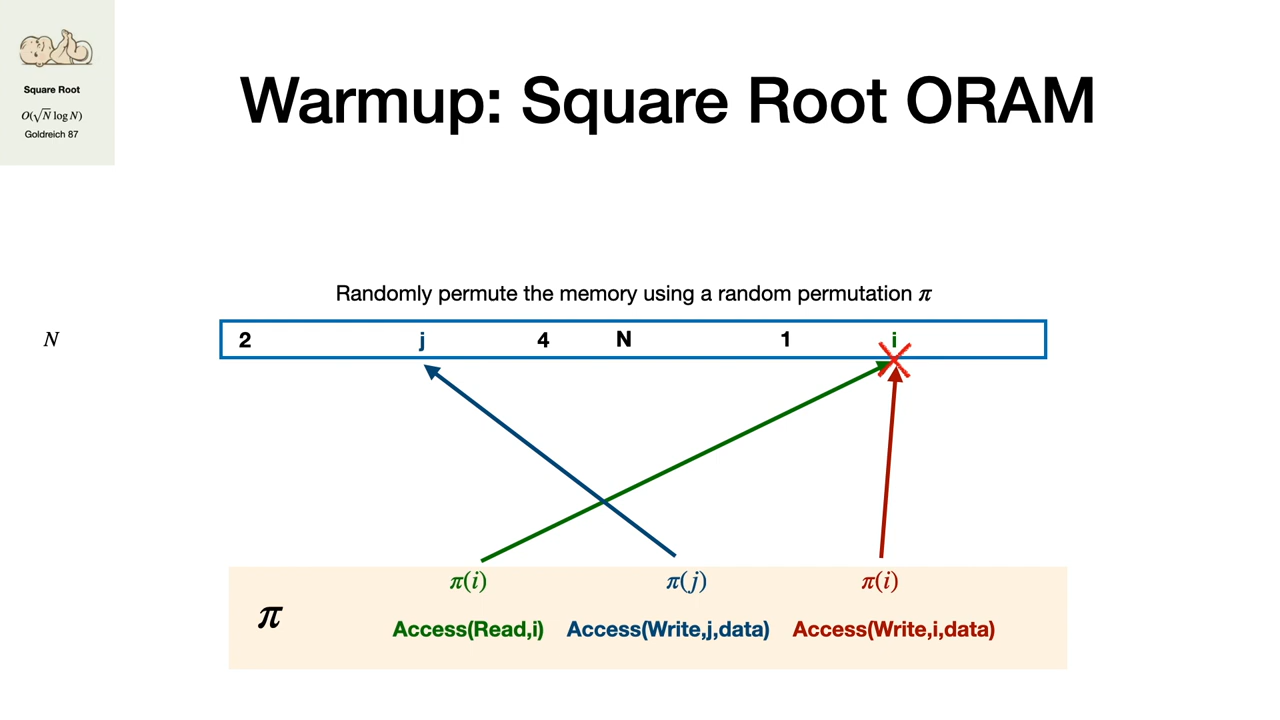 Square Root
O(√N log N)
Goldreich 87
Warmup: Square Root ORAM
Randomly permute the memory using a random permutation π
N
2 j 4 N 1 i
π(i) π(j) π(i)
π
Access(Read,i) Access(Write,j,data) Access(Write,i,data)